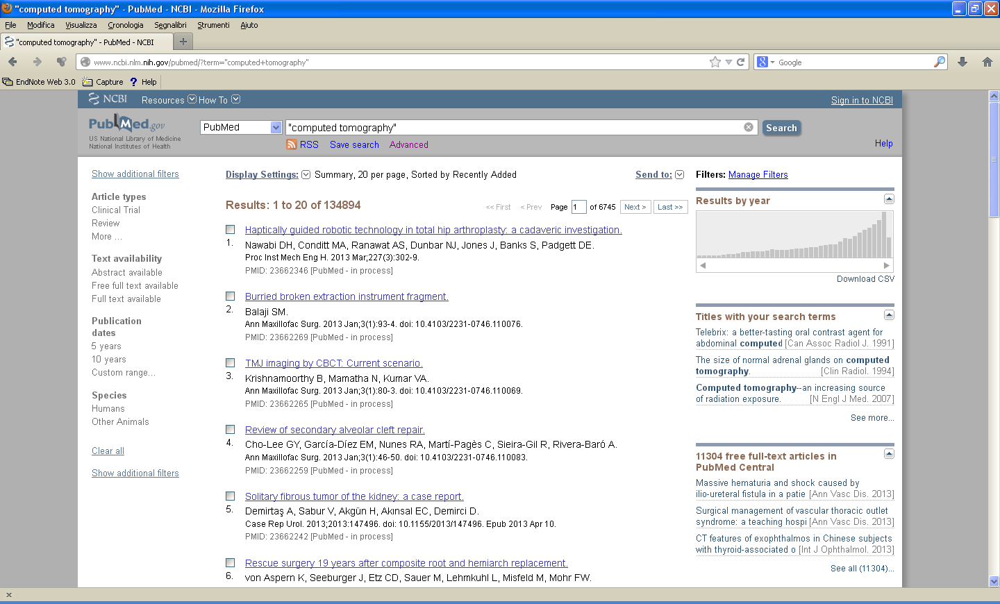 "computed tomography" - PubMed - NCBI - Mozilla Firefox
File Modifica Visualizza Cronologia Segnalibri Strumenti Aiuto
"computed tomography" - PubMed - NCBI
www.ncbi.nlm.nih.gov/pubmed/?term="computed+tomography"
Google
EndNote Web 3.0 Capture Help
NCBI Resources How To Sign in to NCBI
PubMed.gov
US National Library of Medicine
National Institutes of Health
PubMed "computed tomography" Search
RSS Save search Advanced Help
Show additional filters
Article types
Clinical Trial
Review
More ...
Text availability
Abstract available
Free full text available
Full text available
Publication
dates
5 years
10 years
Custom range...
Species
Humans
Other Animals
Clear all
Show additional filters
Display Settings: Summary, 20 per page, Sorted by Recently Added Send to:
Results: 1 to 20 of 134894
<< First < Prev Page 1 of 6745 Next > Last >>
Haptically guided robotic technology in total hip arthroplasty: a cadaveric investigation.
1. Nawabi DH, Conditt MA, Ranawat AS, Dunbar NJ, Jones J, Banks S, Padgett DE.
Proc Inst Mech Eng H. 2013 Mar;227(3):302-9.
PMID: 23662346 [PubMed - in process]
Burried broken extraction instrument fragment.
2. Balaji SM.
Ann Maxillofac Surg. 2013 Jan;3(1):93-4. doi: 10.4103/2231-0746.110076.
PMID: 23662269 [PubMed - in process]
TMJ imaging by CBCT: Current scenario.
3. Krishnamoorthy B, Mamatha N, Kumar VA.
Ann Maxillofac Surg. 2013 Jan;3(1):80-3. doi: 10.4103/2231-0746.110069.
PMID: 23662265 [PubMed - in process]
Review of secondary alveolar cleft repair.
4. Cho-Lee GY, García-Díez EM, Nunes RA, Martí-Pagès C, Sieira-Gil R, Rivera-Baró A.
Ann Maxillofac Surg. 2013 Jan;3(1):46-50. doi: 10.4103/2231-0746.110083.
PMID: 23662259 [PubMed - in process]
Solitary fibrous tumor of the kidney: a case report.
5. Demirtaş A, Sabur V, Akgün H, Akınsal EC, Demirci D.
Case Rep Urol. 2013;2013:147496. doi: 10.1155/2013/147496. Epub 2013 Apr 10.
PMID: 23662242 [PubMed - in process]
Rescue surgery 19 years after composite root and hemiarch replacement.
6. von Aspern K, Seeburger J, Etz CD, Sauer M, Lehmkuhl L, Misfeld M, Mohr FW.
Filters: Manage Filters
Results by year
Download CSV
Titles with your search terms
Telebrix: a better-tasting oral contrast agent for
abdominal computed [Can Assoc Radiol J. 1991]
The size of normal adrenal glands on computed
tomography. [Clin Radiol. 1994]
Computed tomography--an increasing source
of radiation exposure. [N Engl J Med. 2007]
See more...
11304 free full-text articles in
PubMed Central
Massive hematuria and shock caused by
ilio-ureteral fistula in a patie [Ann Vasc Dis. 2013]
Surgical management of vascular thoracic outlet
syndrome: a teaching hospi [Ann Vasc Dis. 2013]
CT features of exophthalmos in Chinese subjects
with thyroid-associated o [Int J Ophthalmol. 2013]
See all (11304)...